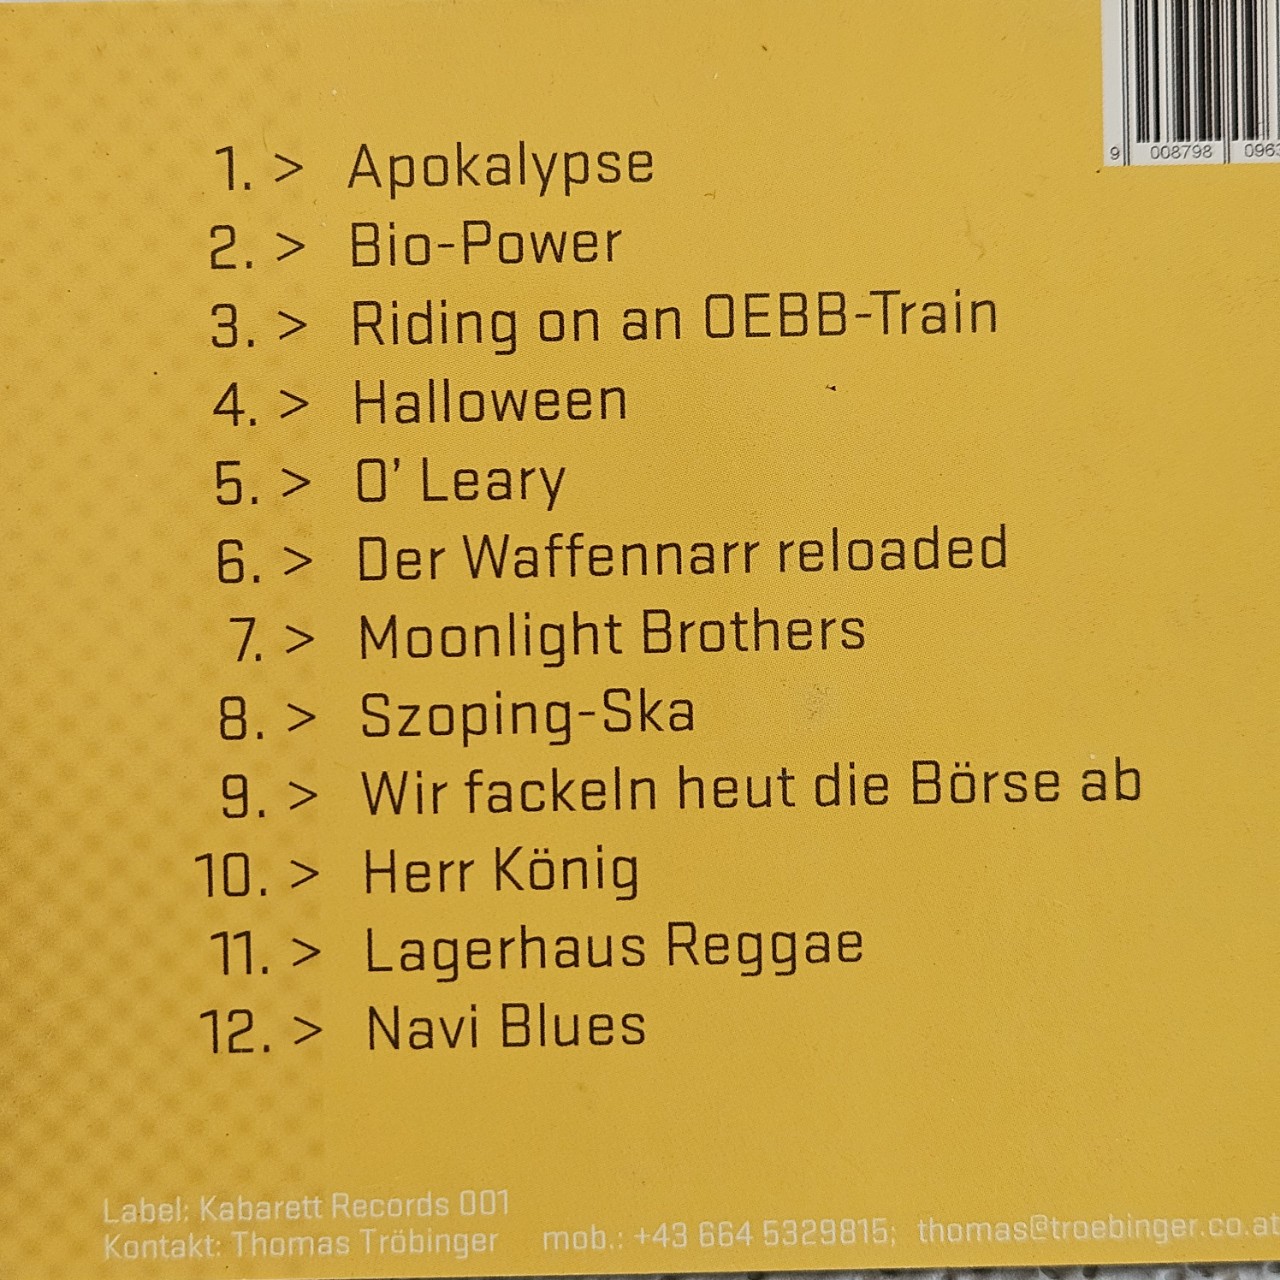 9 008798 0963
1. > Apokalypse
2. > Bio-Power
3. > Riding on an OEBB-Train
4. > Halloween
5. > O' Leary
6. > Der Waffennarr reloaded
7. > Moonlight Brothers
8. > Szoping-Ska
9. > Wir fackeln heut die Börse ab
10. > Herr König
11. > Lagerhaus Reggae
12. > Navi Blues
Label: Kabarett Records 001
Kontakt: Thomas Tröbinger mob.: +43 664 5329815; thomas@troebinger.co.at